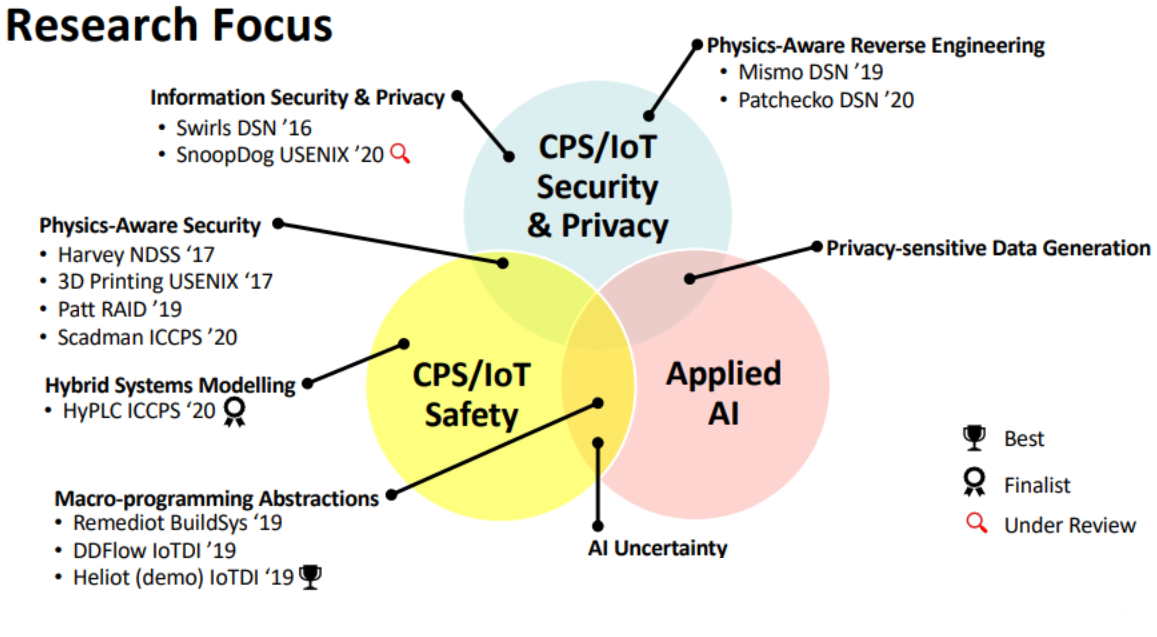 Research Focus
Physics-Aware Reverse Engineering
• Mismo DSN ’19
• Patchecko DSN ’20
Information Security & Privacy
• Swirls DSN ’16
• SnoopDog USENIX ’20
CPS/IoT
Security
& Privacy
Physics-Aware Security
• Harvey NDSS ‘17
• 3D Printing USENIX ‘17
• Patt RAID ’19
• Scadman ICCPS ’20
Privacy-sensitive Data Generation
Hybrid Systems Modelling
• HyPLC ICCPS ‘20
CPS/IoT
Safety
Applied
AI
Macro-programming Abstractions
• Remediot BuildSys ‘19
• DDFlow IoTDI ’19
• Heliot (demo) IoTDI ‘19
AI Uncertainty
Best
Finalist
Under Review